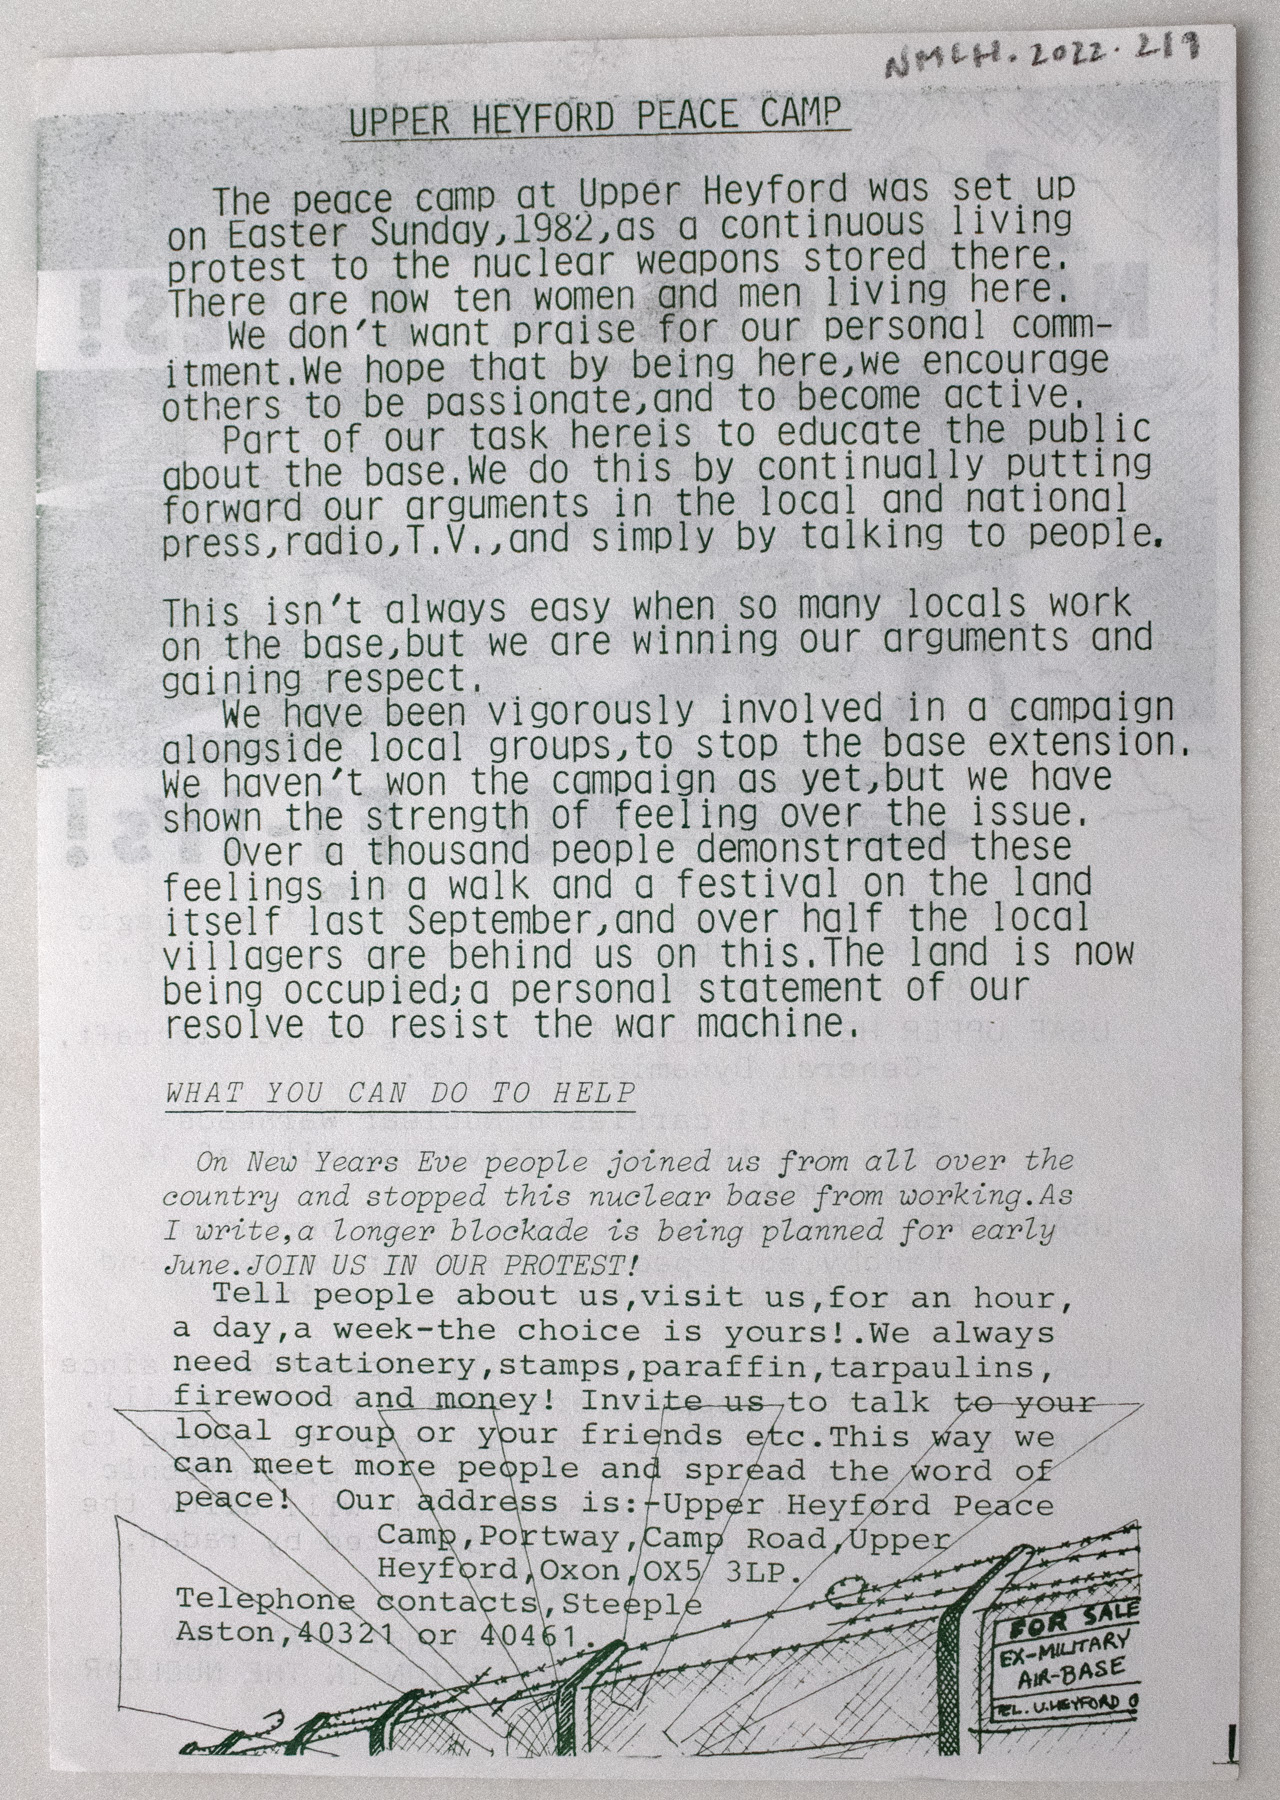 NMLH.2022.219
UPPER HEYFORD PEACE CAMP
The peace camp at Upper Heyford was set up
on Easter Sunday,1982,as a continuous living
protest to the nuclear weapons stored there.
There are now ten women and men living here.
We don't want praise for our personal comm-
itment.We hope that by being here,we encourage
others to be passionate,and to become active.
Part of our task hereis to educate the public
about the base.We do this by continually putting
forward our arguments in the local and national
press,radio,T.V.,and simply by talking to people.
This isn't always easy when so many locals work
on the base,but we are winning our arguments and
gaining respect.
We have been vigorously involved in a campaign
alongside local groups,to stop the base extension.
We haven't won the campaign as yet,but we have
shown the strength of feeling over the issue.
Over a thousand people demonstrated these
feelings in a walk and a festival on the land
itself last September,and over half the local
villagers are behind us on this.The land is now
being occupied;a personal statement of our
resolve to resist the war machine.
WHAT YOU CAN DO TO HELP
On New Years Eve people joined us from all over the
country and stopped this nuclear base from working.As
I write,a longer blockade is being planned for early
June.JOIN US IN OUR PROTEST!
Tell people about us,visit us,for an hour,
a day,a week-the choice is yours!.We always
need stationery,stamps,paraffin,tarpaulins,
firewood and money! Invite us to talk to your
local group or your friends etc.This way we
can meet more people and spread the word of
peace! Our address is:-Upper Heyford Peace
Camp,Portway,Camp Road,Upper
Heyford,Oxon,OX5 3LP.
Telephone contacts,Steeple
Aston,40321 or 40461.
FOR SALE
EX-MILITARY
AIR-BASE
TEL. U.HEYFORD 0